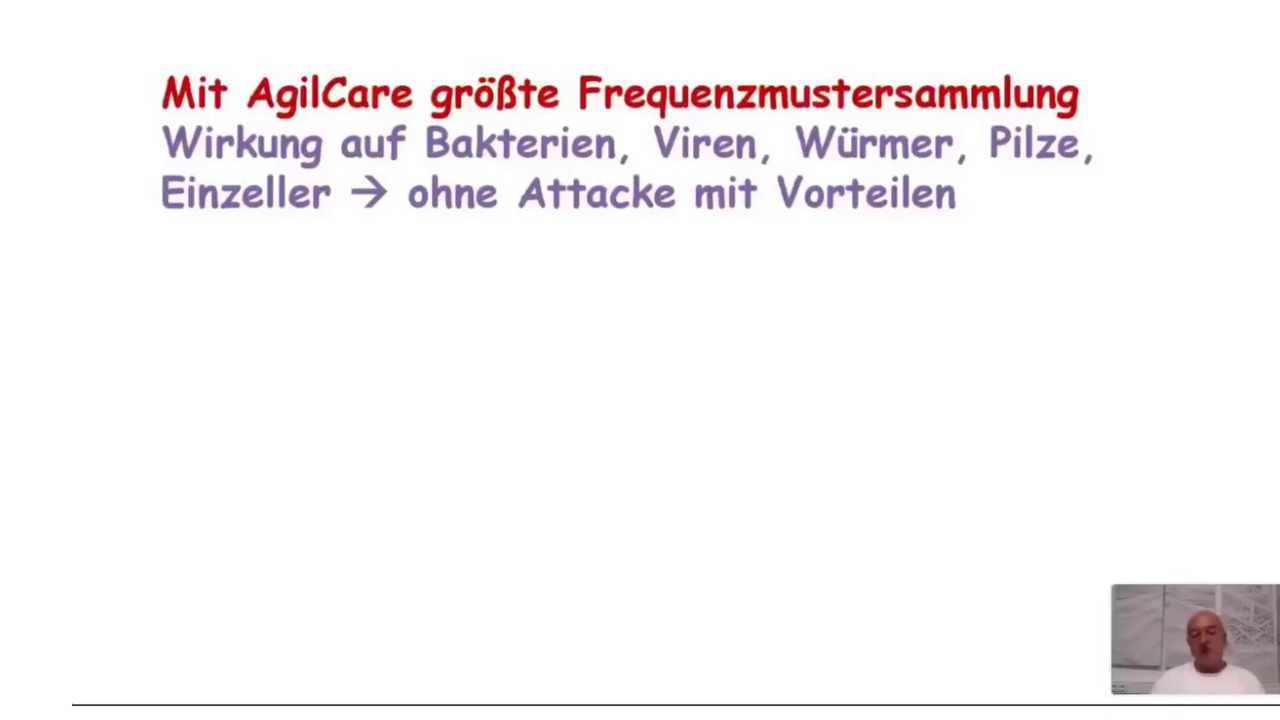 Mit AgilCare größte Frequenzmustersammlung
Wirkung auf Bakterien, Viren, Würmer, Pilze,
Einzeller → ohne Attacke mit Vorteilen